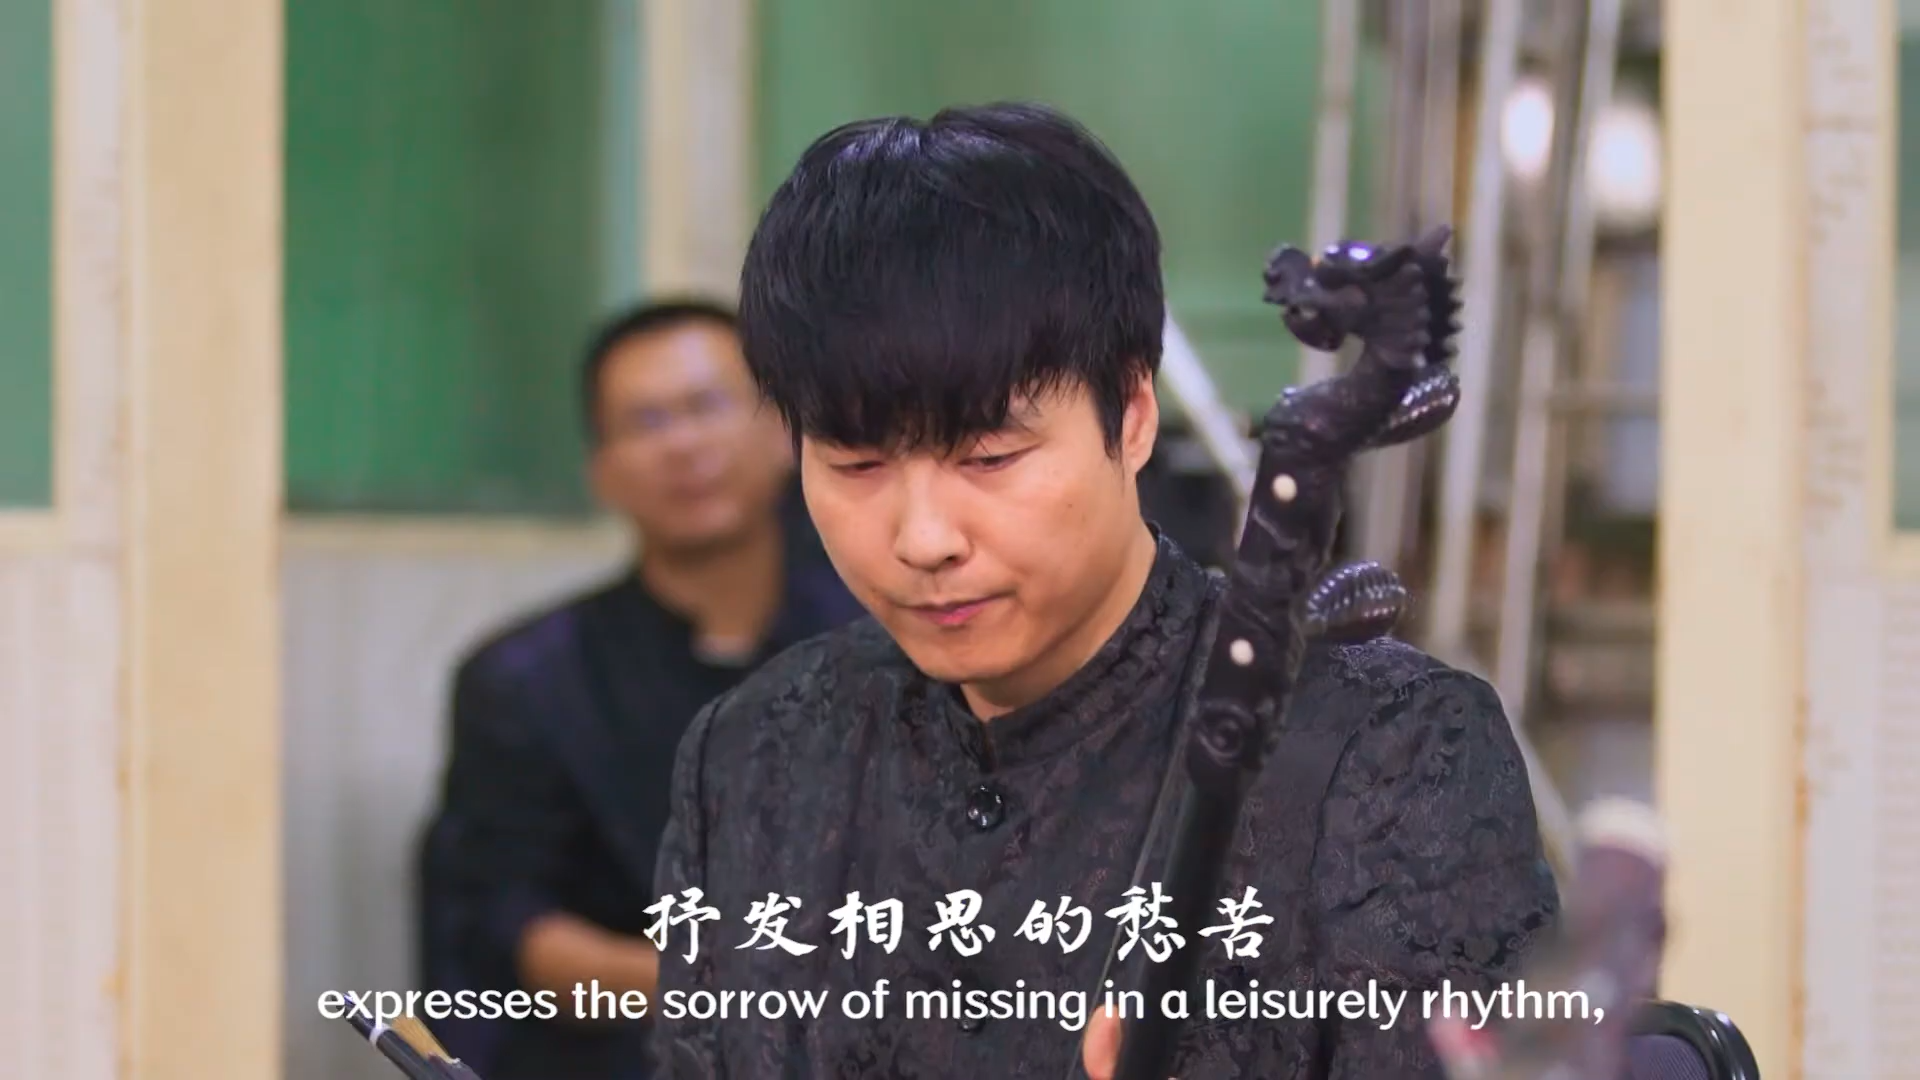 抒发相思的愁苦
expresses the sorrow of missing in a leisurely rhythm,